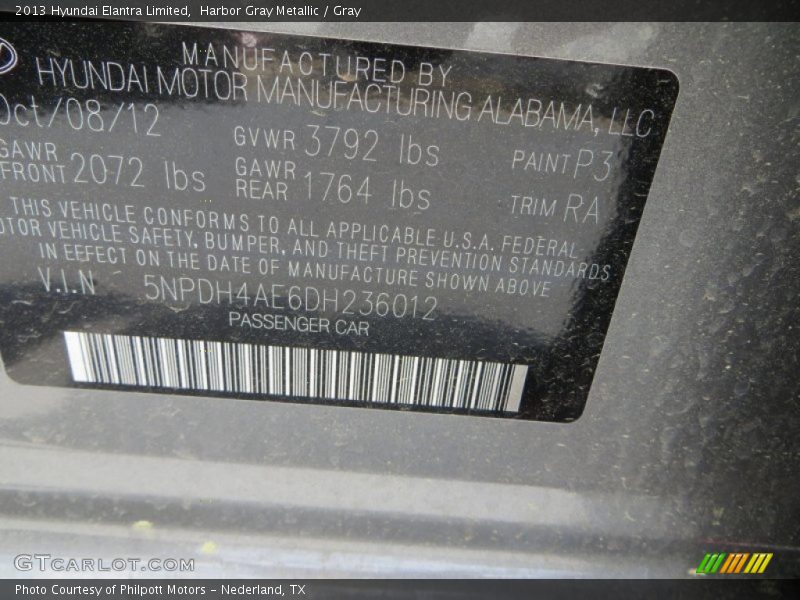 2013 Hyundai Elantra Limited, Harbor Gray Metallic / Gray
MANUFACTURED BY
HYUNDAI MOTOR MANUFACTURING ALABAMA, LLC
Oct/08/12
GVWR 3792 lbs
PAINT P3
GAWR FRONT 2072 lbs
GAWR REAR 1764 lbs
TRIM RA
THIS VEHICLE CONFORMS TO ALL APPLICABLE U.S.A. FEDERAL
OTOR VEHICLE SAFETY, BUMPER, AND THEFT PREVENTION STANDARDS
IN EFFECT ON THE DATE OF MANUFACTURE SHOWN ABOVE
V.I.N 5NPDH4AE6DH236012
PASSENGER CAR
GTCARLOT.COM
Photo Courtesy of Philpott Motors - Nederland, TX